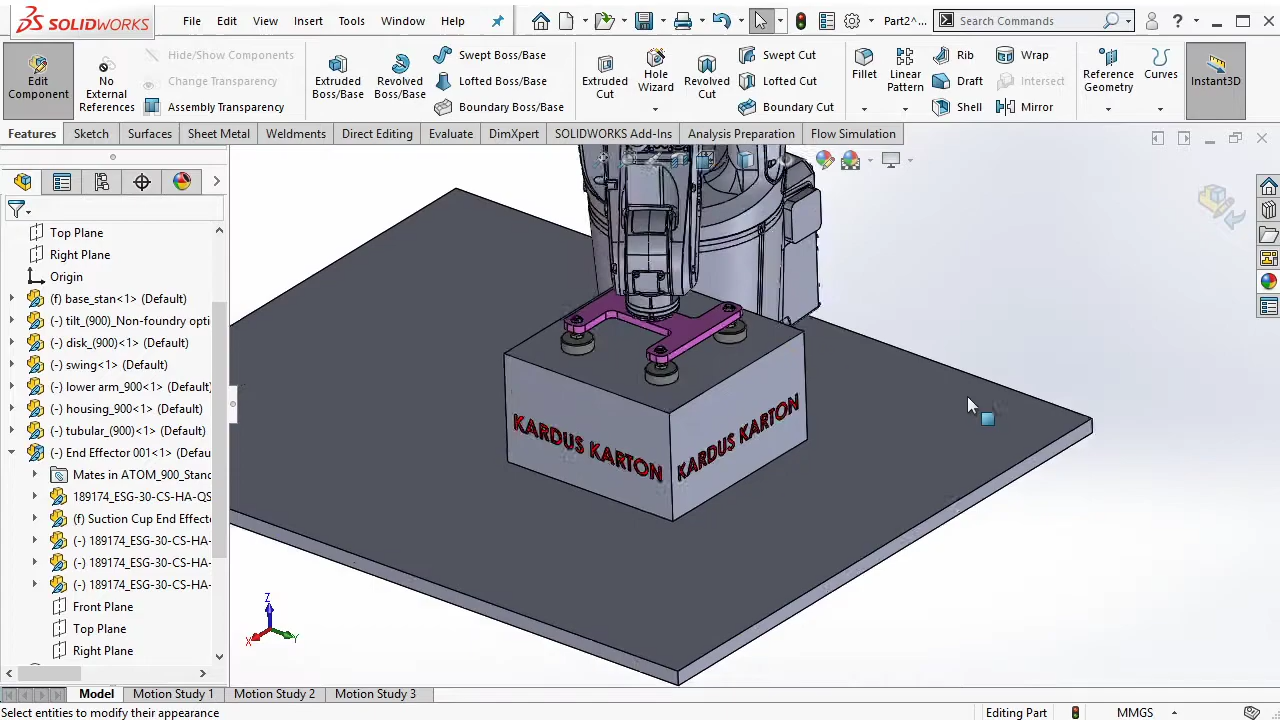 SOLIDWORKS File Edit View Insert Tools Window Help Part2^... Search Commands ?
Edit Component
No External References
Hide/Show Components
Change Transparency
Assembly Transparency
Extruded Boss/Base
Revolved Boss/Base
Swept Boss/Base
Lofted Boss/Base
Boundary Boss/Base
Extruded Cut
Hole Wizard
Revolved Cut
Swept Cut
Lofted Cut
Boundary Cut
Fillet
Linear Pattern
Rib
Draft
Shell
Wrap
Intersect
Mirror
Reference Geometry
Curves
Instant3D
Features Sketch Surfaces Sheet Metal Weldments Direct Editing Evaluate DimXpert SOLIDWORKS Add-Ins Analysis Preparation Flow Simulation
Top Plane
Right Plane
Origin
(f) base_stan<1> (Default)
(-) tilt_(900)_Non-foundry opti
(-) disk_(900)<1> (Default)
(-) swing<1> (Default)
(-) lower arm_900<1> (Default)
(-) housing_900<1> (Default)
(-) tubular_(900)<1> (Default)
(-) End Effector 001<1> (Defau
Mates in ATOM_900_Stanc
189174_ESG-30-CS-HA-QS
(f) Suction Cup End Effecto
(-) 189174_ESG-30-CS-HA-
(-) 189174_ESG-30-CS-HA-
(-) 189174_ESG-30-CS-HA-
Front Plane
Top Plane
Right Plane
KARDUS KARTON
KARDUS KARTON
Z
X Y
Model Motion Study 1 Motion Study 2 Motion Study 3
Select entities to modify their appearance Editing Part MMGS